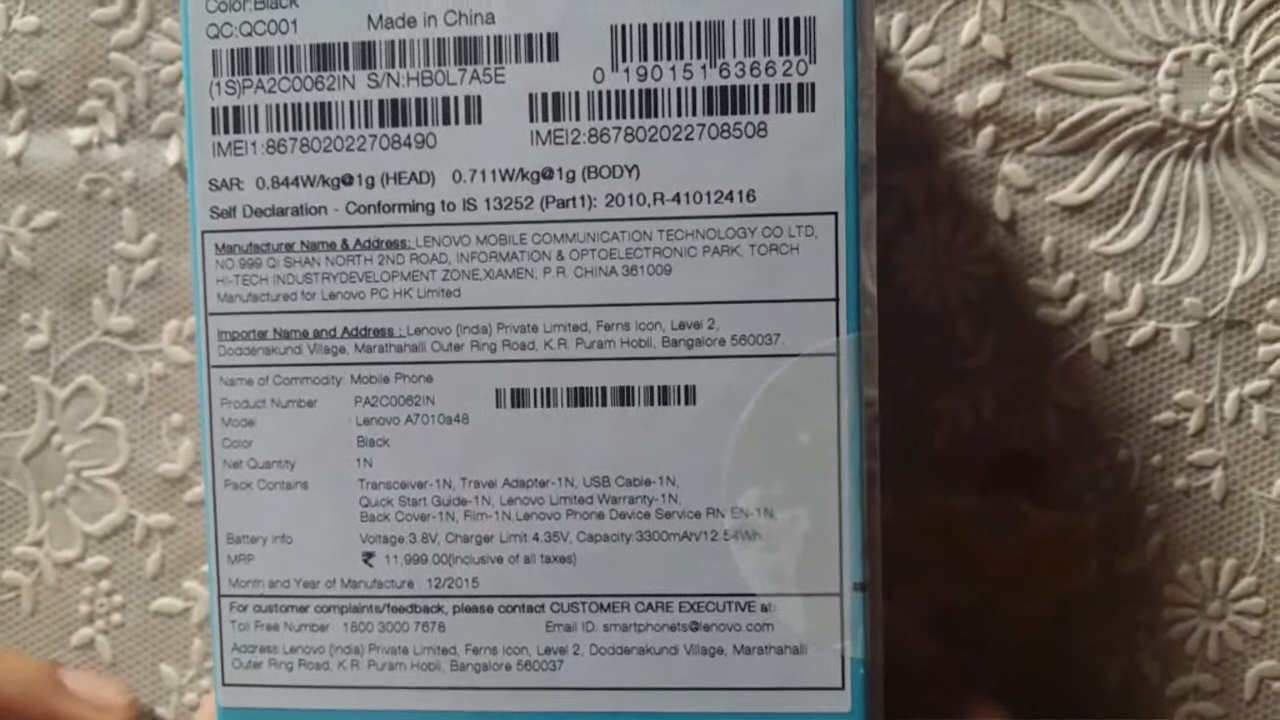 Color:Black
QC:QC001 Made in China
(1S)PA2C0062IN S/N:HB0L7A5E 0 190151 636620
IMEI1:867802022708490 IMEI2:867802022708508
SAR: 0.844W/kg@1g (HEAD) 0.711W/kg@1g (BODY)
Self Declaration - Conforming to IS 13252 (Part1): 2010,R-41012416
Manufacturer Name & Address: LENOVO MOBILE COMMUNICATION TECHNOLOGY CO LTD,
NO.999 QI SHAN NORTH 2ND ROAD, INFORMATION & OPTOELECTRONIC PARK, TORCH
HI-TECH INDUSTRYDEVELOPMENT ZONE,XIAMEN, P.R. CHINA 361009
Manufactured for Lenovo PC HK Limited
Importer Name and Address : Lenovo (India) Private Limited, Ferns Icon, Level 2,
Doddenakundi Village, Marathahalli Outer Ring Road, K.R. Puram Hobli, Bangalore 560037
Name of Commodity: Mobile Phone
Product Number PA2C0062IN
Model Lenovo A7010a48
Color Black
Net Quantity 1N
Pack Contains Transceiver-1N, Travel Adapter-1N, USB Cable-1N,
Quick Start Guide-1N, Lenovo Limited Warranty-1N,
Back Cover-1N, Film-1N,Lenovo Phone Device Service RN EN-1N
Battery Info Voltage:3.8V, Charger Limit:4.35V, Capacity:3300mAh/12.54Wh
MRP ₹ 11,999.00(inclusive of all taxes)
Month and Year of Manufacture : 12/2015
For customer complaints/feedback, please contact CUSTOMER CARE EXECUTIVE at:
Toll Free Number 1800 3000 7678 Email ID: smartphonets@lenovo.com
Address:Lenovo (India) Private Limited, Ferns Icon, Level 2, Doddenakundi Village, Marathahalli
Outer Ring Road, K.R. Puram Hobli, Bangalore 560037